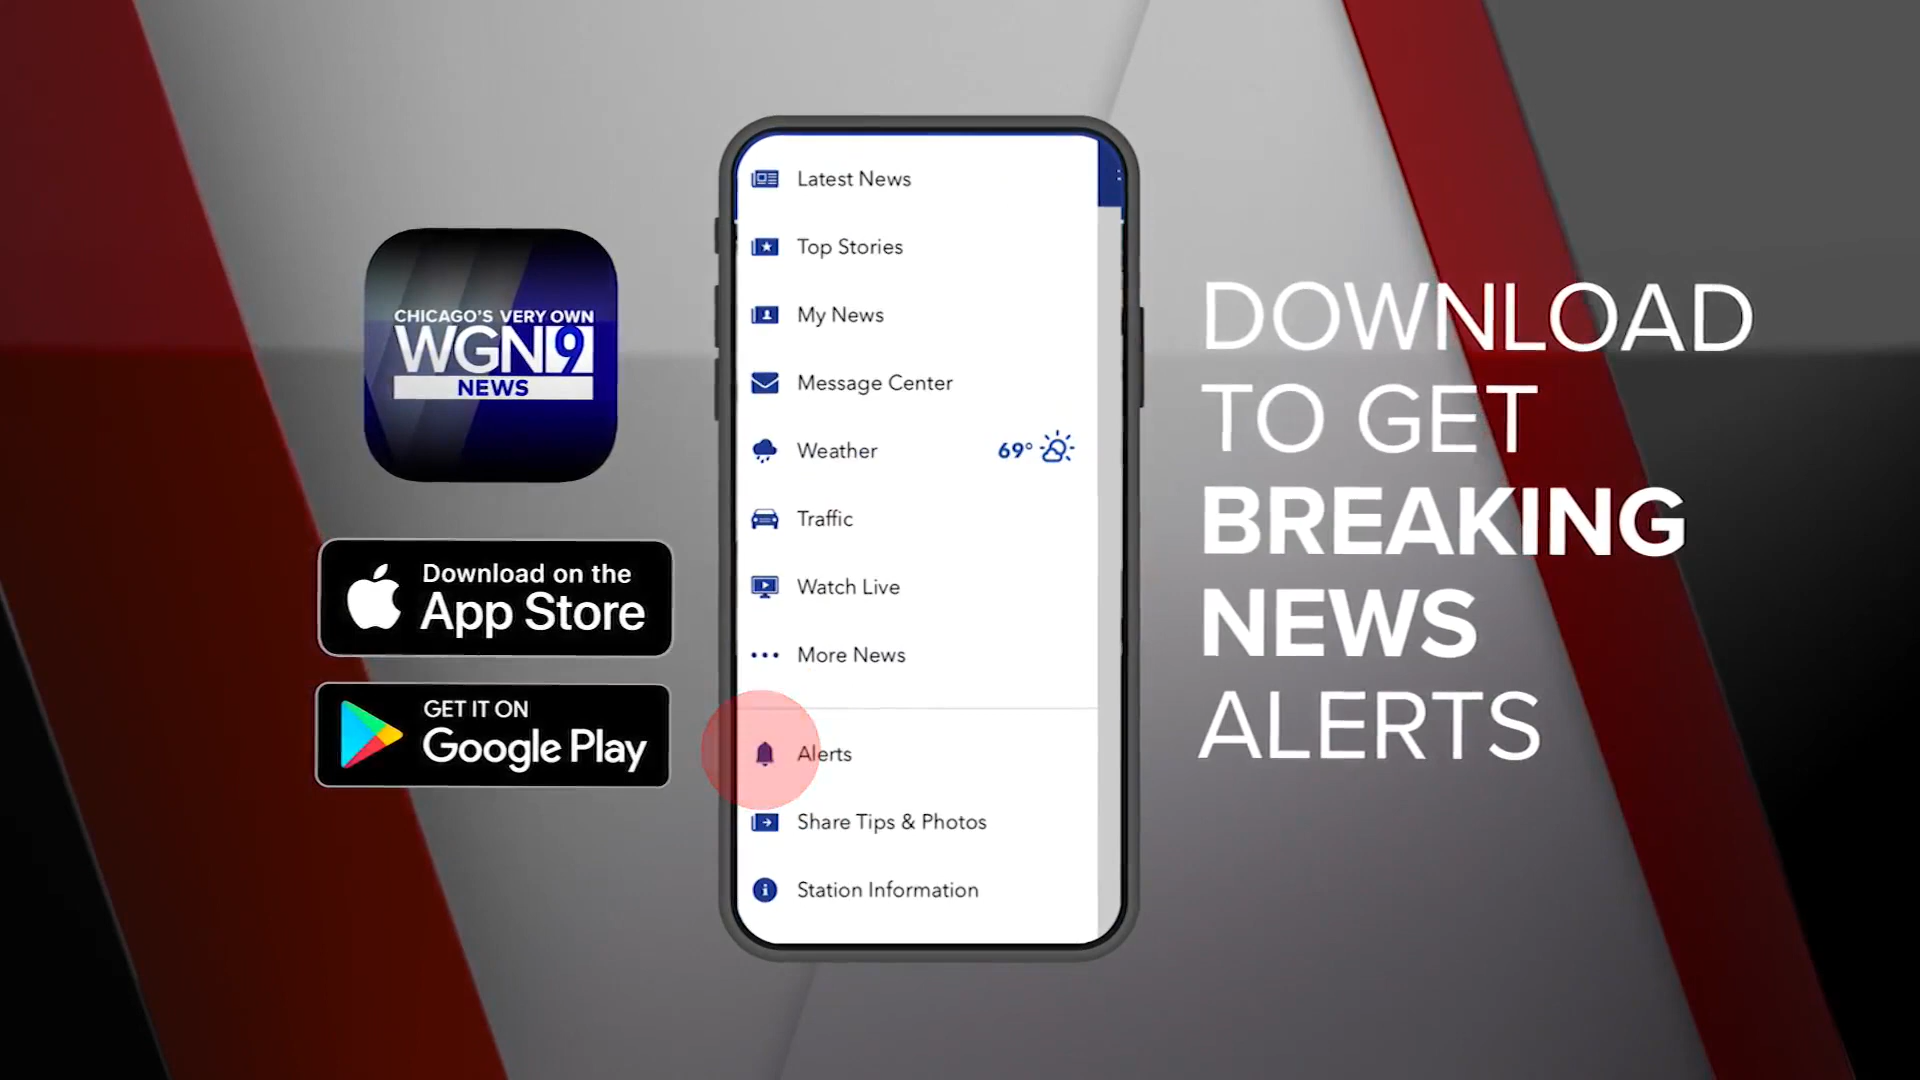 CHICAGO'S VERY OWN
WGN9
NEWS
Download on the
App Store
GET IT ON
Google Play
Latest News
Top Stories
My News
Message Center
Weather 69°
Traffic
Watch Live
More News
Alerts
Share Tips & Photos
Station Information
DOWNLOAD
TO GET
BREAKING
NEWS
ALERTS